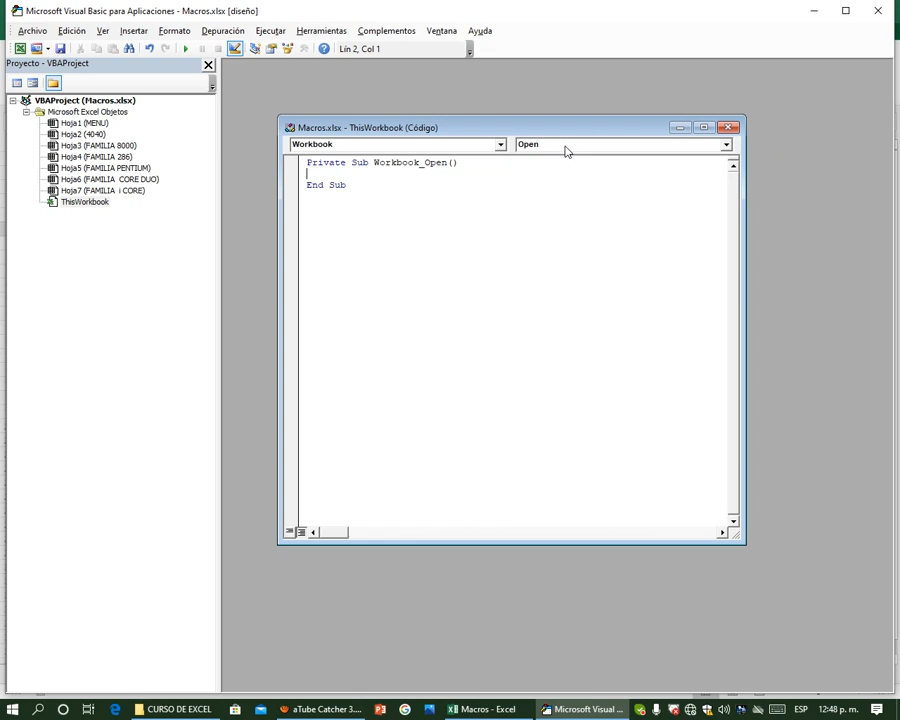 Microsoft Visual Basic para Aplicaciones - Macros.xlsx [diseño]
Archivo Edición Ver Insertar Formato Depuración Ejecutar Herramientas Complementos Ventana Ayuda
Lín 2, Col 1
Proyecto - VBAProject
VBAProject (Macros.xlsx)
Microsoft Excel Objetos
Hoja1 (MENU)
Hoja2 (4040)
Hoja3 (FAMILIA 8000)
Hoja4 (FAMILIA 286)
Hoja5 (FAMILIA PENTIUM)
Hoja6 (FAMILIA CORE DUO)
Hoja7 (FAMILIA i CORE)
ThisWorkbook
Macros.xlsx - ThisWorkbook (Código)
Workbook Open
Private Sub Workbook_Open()
End Sub
CURSO DE EXCEL aTube Catcher 3.... Macros - Excel Microsoft Visual ... ESP 12:48 p. m.